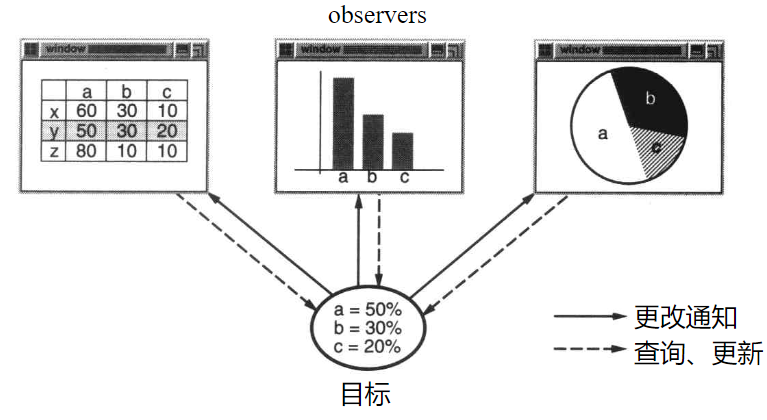 observers
window
window
window
a b c
x 60 30 10
y 50 30 20
z 80 10 10
a b c
a
b
c
a = 50%
b = 30%
c = 20%
目标
更改通知
查询、更新